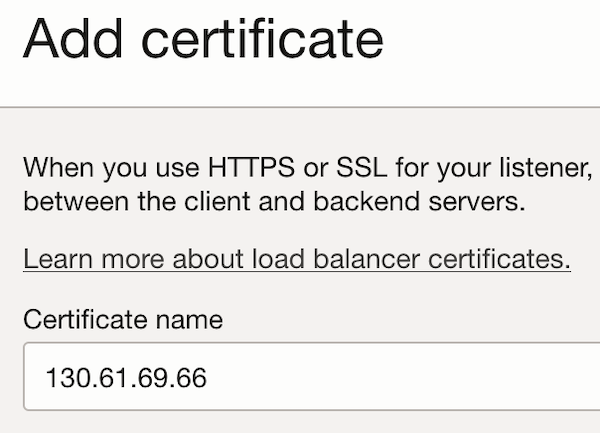 Add certificate
When you use HTTPS or SSL for your listener,
between the client and backend servers.
Learn more about load balancer certificates.
Certificate name
130.61.69.66